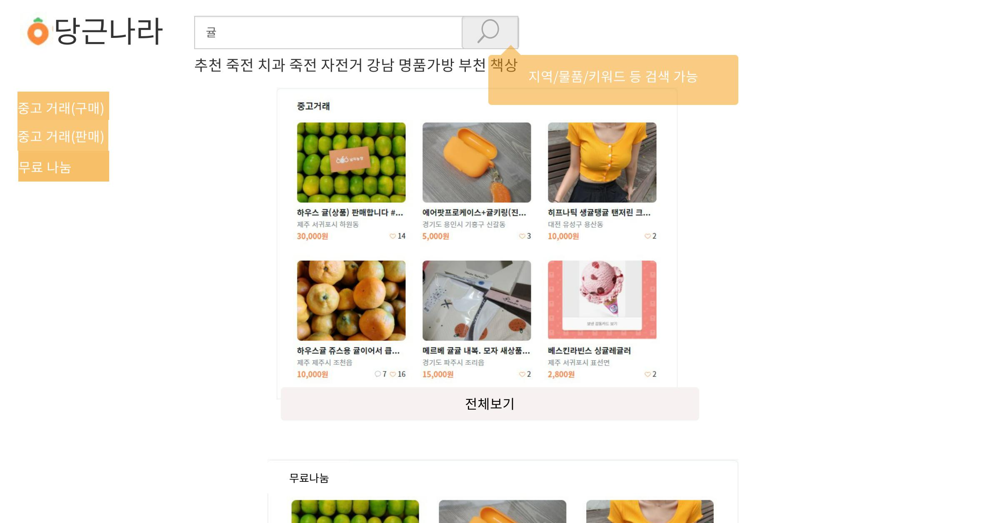 당근나라
귤
추천 죽전 치과 죽전 자전거 강남 명품가방 부천 책상
지역/물품/키워드 등 검색 가능
중고 거래(구매)
중고 거래(판매)
무료 나눔
중고거래
하우스 귤(상품) 판매합니다 #...
제주 서귀포시 하원동
30,000원
14
에어팟프로케이스+귤키링(진...
경기도 용인시 기흥구 신갈동
5,000원
3
히프나틱 생귤탱귤 탠저린 크...
대전 유성구 용산동
10,000원
2
하우스귤 쥬스용 귤이어서 큽...
제주 제주시 조천읍
10,000원
7
16
메르베 귤귤 내복. 모자 새상품...
경기도 파주시 조리읍
15,000원
2
보낸 감동카드 보기
베스킨라빈스 싱귤레귤러
제주 서귀포시 표선면
2,800원
2
전체보기
무료나눔